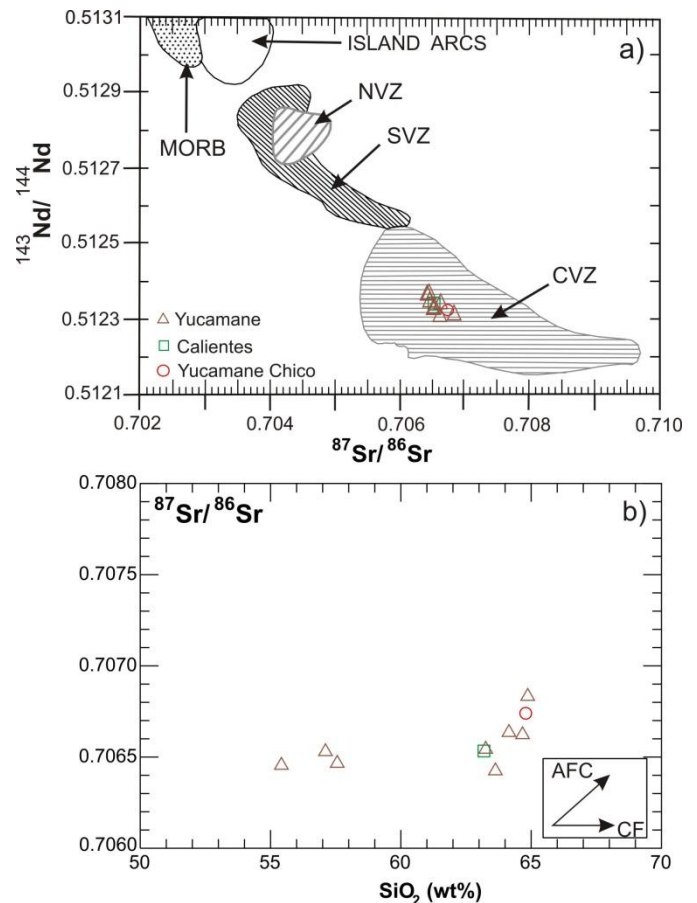 0.5131
0.5129
0.5127
0.5125
0.5123
0.5121
143Nd/ 144Nd
a)
ISLAND ARCS
NVZ
MORB
SVZ
CVZ
Yucamane
Calientes
Yucamane Chico
0.702
0.704
0.706
0.708
0.710
87Sr/86Sr
0.7080
0.7075
0.7070
0.7065
0.7060
87Sr/86Sr
b)
AFC
CF
50
55
60
65
70
SiO2 (wt%)